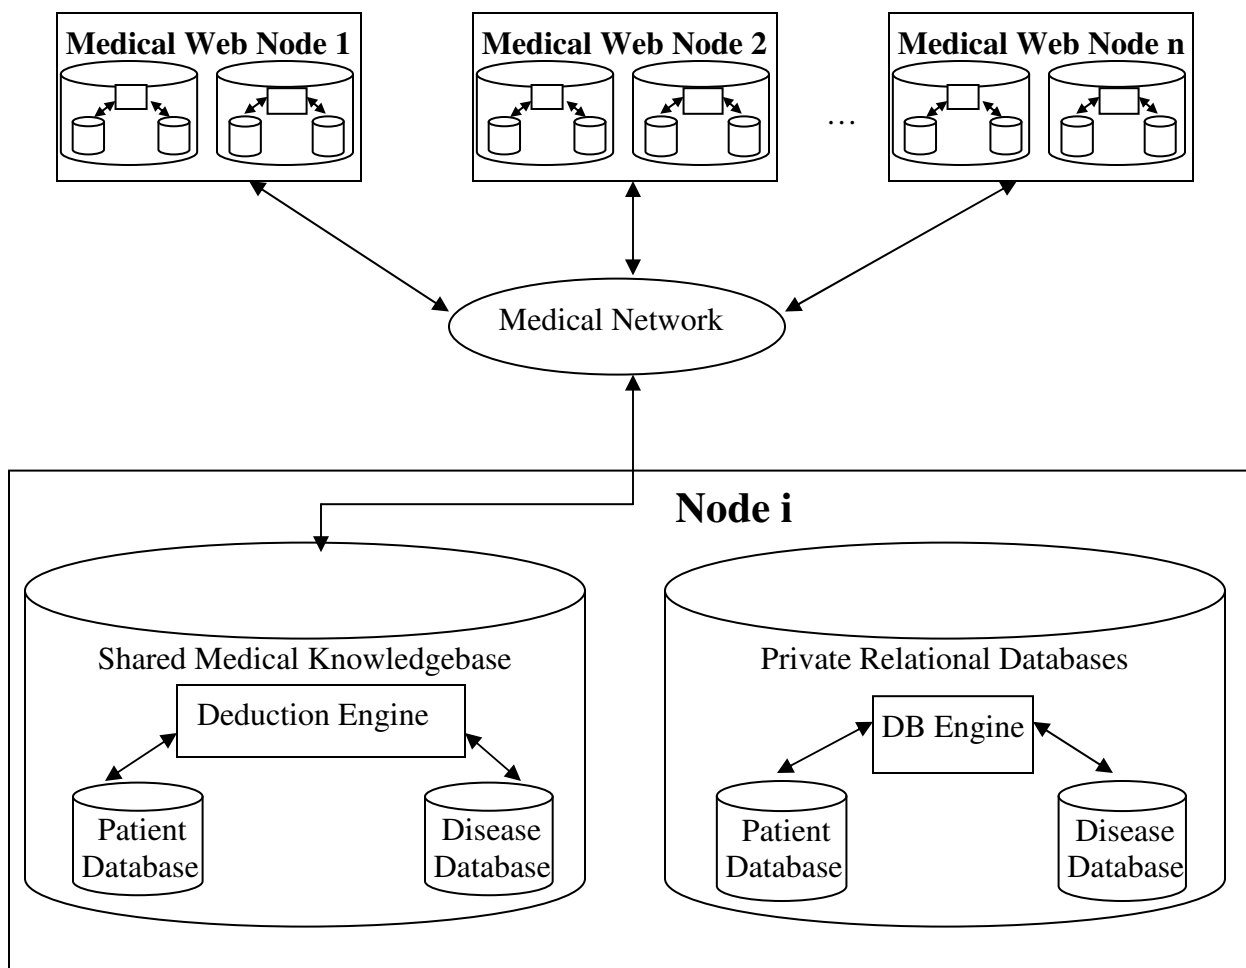 Medical Web Node 1
Medical Web Node 2
Medical Web Node n
...
Medical Network
Node i
Shared Medical Knowledgebase
Private Relational Databases
Deduction Engine
DB Engine
Patient
Database
Disease
Database
Patient
Database
Disease
Database